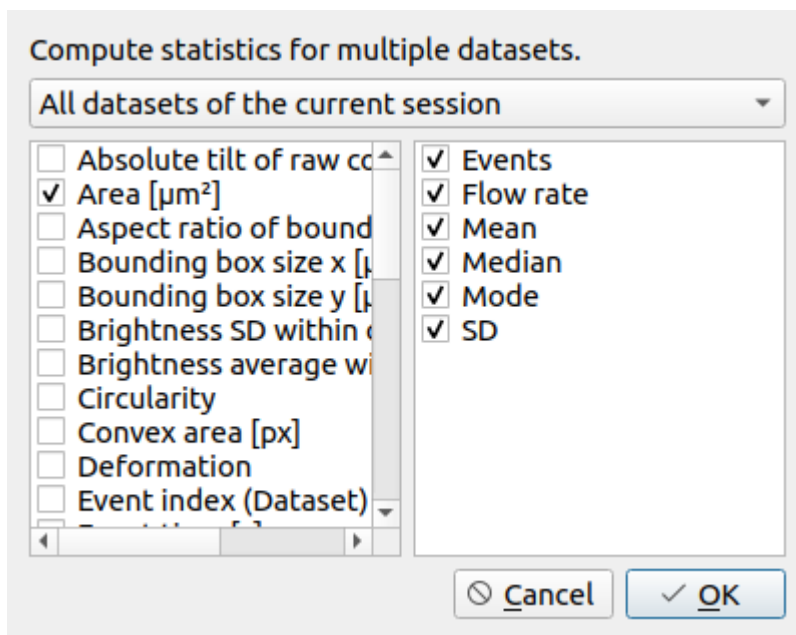 Compute statistics for multiple datasets.
All datasets of the current session
Absolute tilt of raw
Area [µm²]
Aspect ratio of bound
Bounding box size x [
Bounding box size y [
Brightness SD within
Brightness average
Circularity
Convex area [px]
Deformation
Event index (Dataset)
Events
Flow rate
Mean
Median
Mode
SD
Cancel
OK